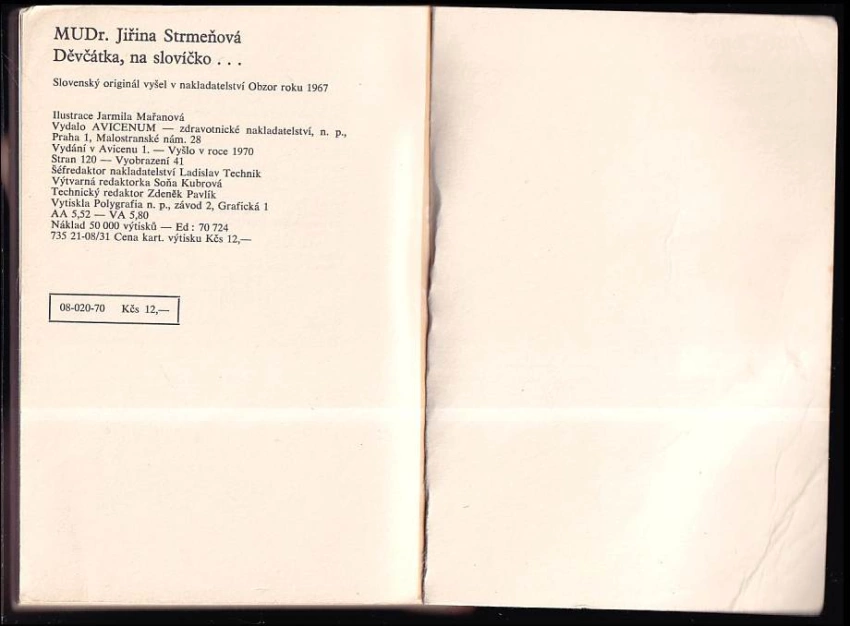 MUDr. Jiřina Strmeňová
Děvčátka, na slovíčko . . .
Slovenský originál vyšel v nakladatelství Obzor roku 1967
Ilustrace Jarmila Mařanová
Vydalo AVICENUM — zdravotnické nakladatelství, n. p.,
Praha 1, Malostranské nám. 28
Vydání v Avicenu 1. — Vyšlo v roce 1970
Stran 120 — Vyobrazení 41
Šéfredaktor nakladatelství Ladislav Technik
Výtvarná redaktorka Soňa Kubrová
Technický redaktor Zdeněk Pavlík
Vytiskla Polygrafia n. p., závod 2, Grafická 1
AA 5,52 — VA 5,80
Náklad 50 000 výtisků — Ed : 70 724
735 21-08/31 Cena kart. výtisku Kčs 12,—
08-020-70 Kčs 12,—